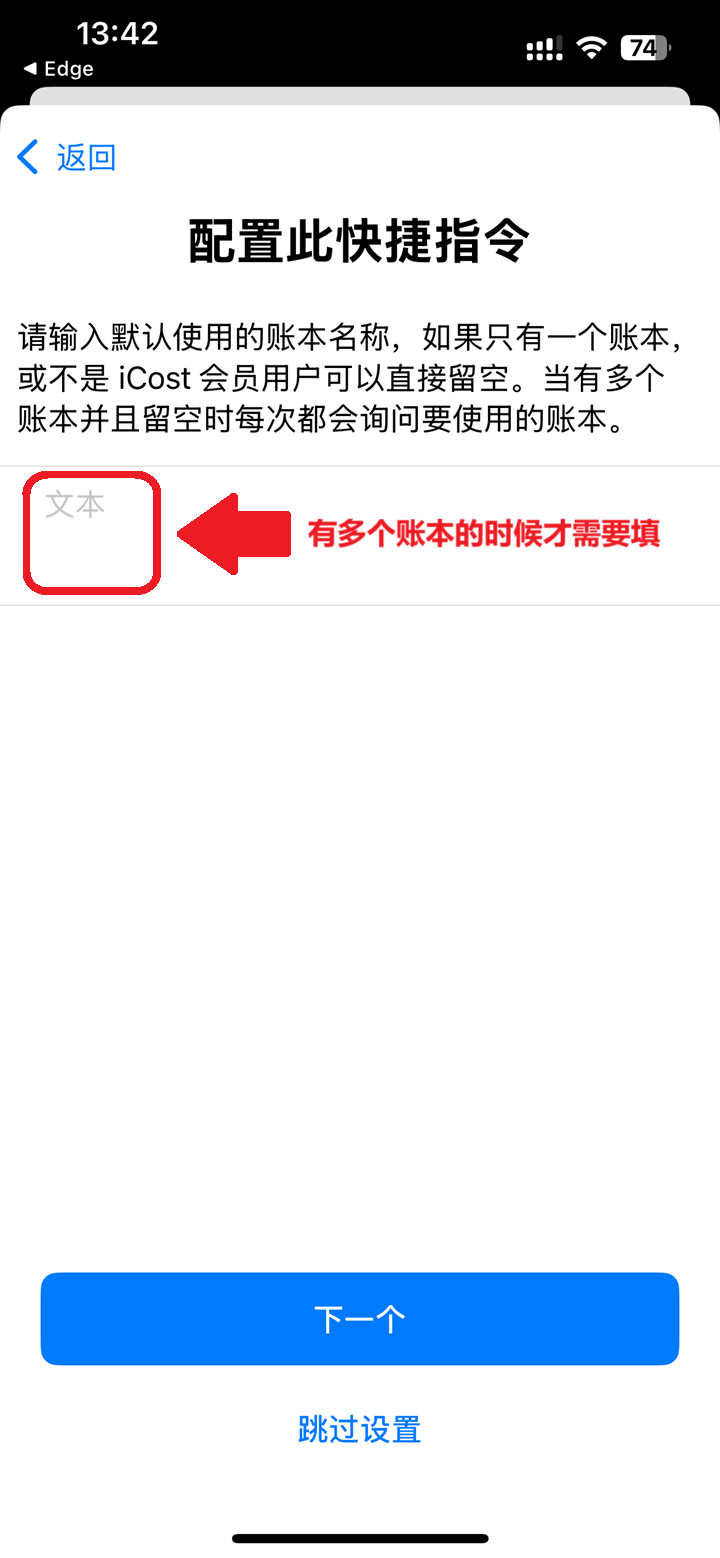 13:42
74
◀ Edge
返回
配置此快捷指令
请输入默认使用的账本名称，如果只有一个账本，
或不是 iCost 会员用户可以直接留空。当有多个
账本并且留空时每次都会询问要使用的账本。
文本
有多个账本的时候才需要填
下一个
跳过设置